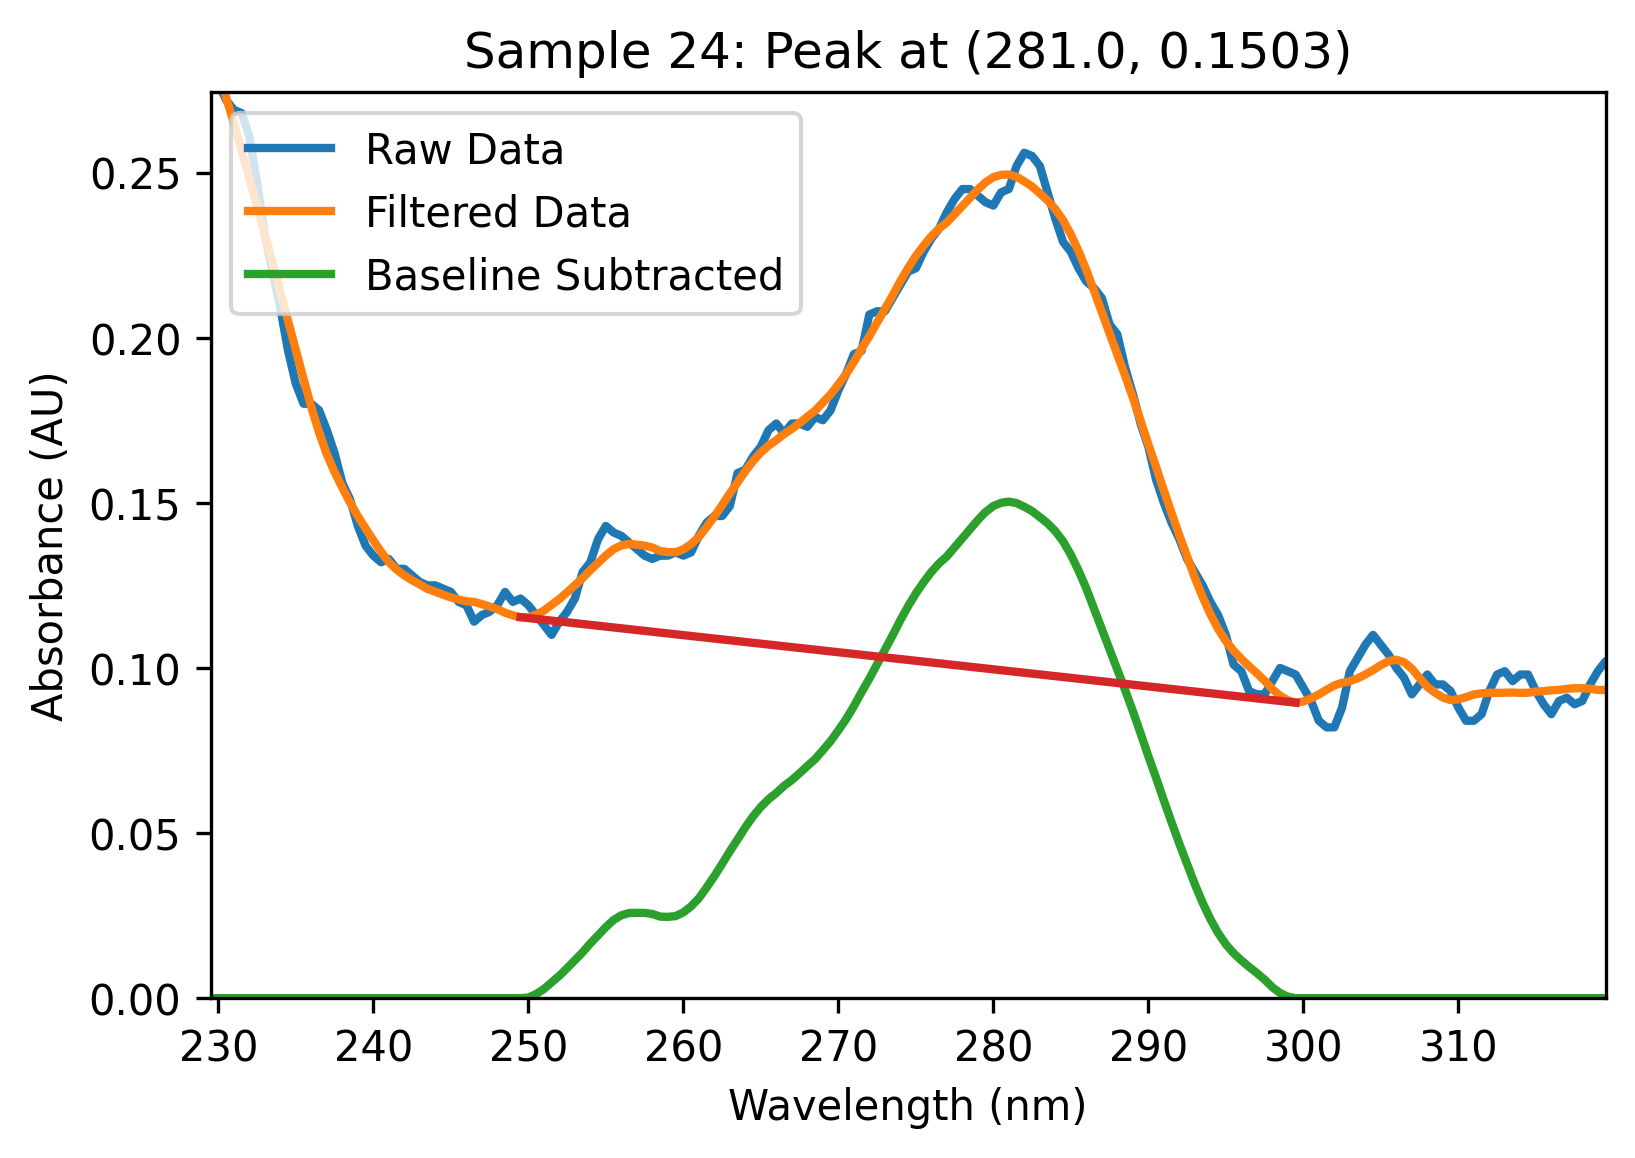 Sample 24: Peak at (281.0, 0.1503)
Raw Data
Filtered Data
Baseline Subtracted
Absorbance (AU)
0.25
0.20
0.15
0.10
0.05
0.00
230 240 250 260 270 280 290 300 310
Wavelength (nm)